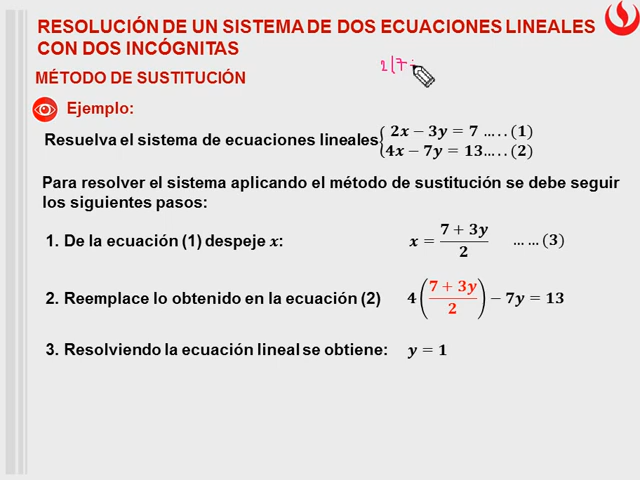 RESOLUCIÓN DE UN SISTEMA DE DOS ECUACIONES LINEALES
CON DOS INCÓGNITAS
MÉTODO DE SUSTITUCIÓN
2(7+
Ejemplo:
Resuelva el sistema de ecuaciones lineales { 2x − 3y = 7 ..... (1)
4x − 7y = 13..... (2)
Para resolver el sistema aplicando el método de sustitución se debe seguir
los siguientes pasos:
1. De la ecuación (1) despeje x: x = (7 + 3y)/2 ...... (3)
2. Reemplace lo obtenido en la ecuación (2) 4((7 + 3y)/2) − 7y = 13
3. Resolviendo la ecuación lineal se obtiene: y = 1